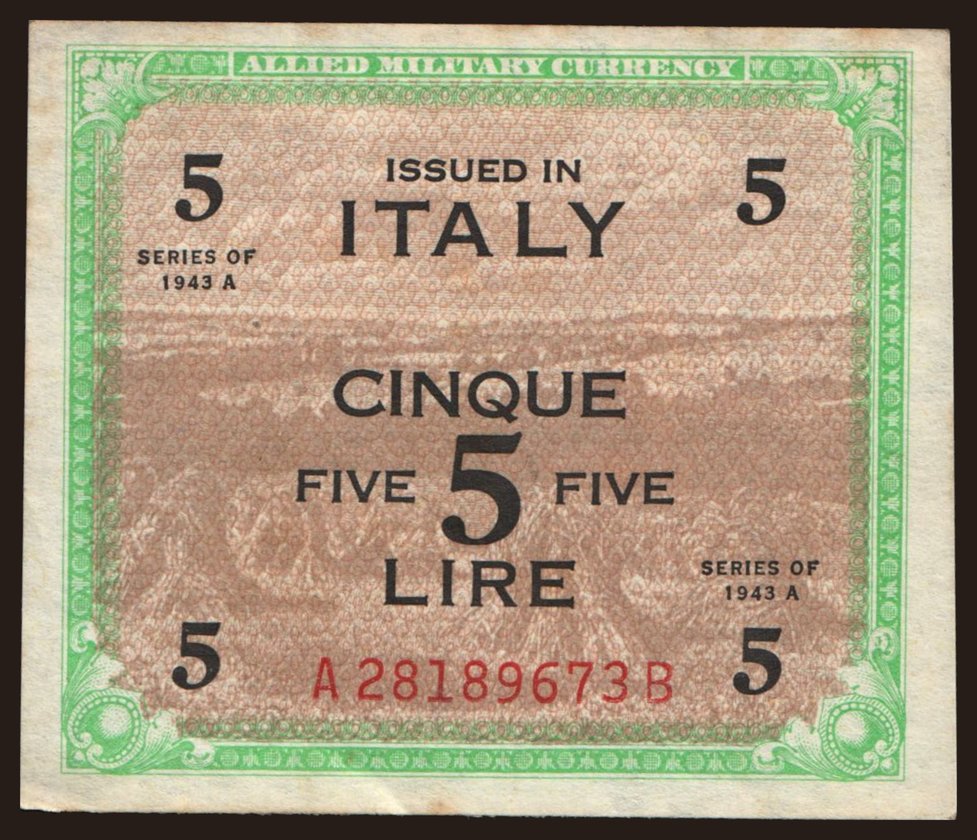 ALLIED MILITARY CURRENCY
5 ISSUED IN 5
ITALY
SERIES OF
1943 A
CINQUE
FIVE 5 FIVE
LIRE
SERIES OF
1943 A
5 5
A 28189673 B